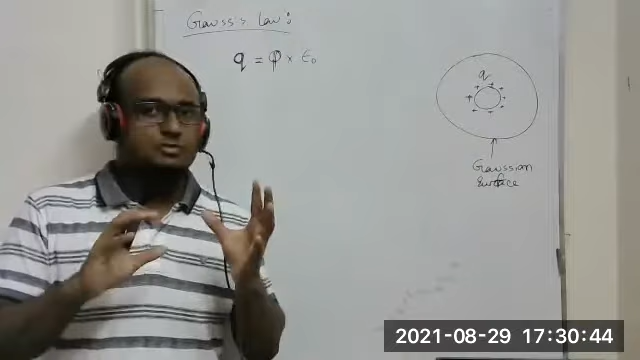 Gauss's Law:
q = φ × ε₀
q
+ + + + + + + +
Gaussian
Surface
2021-08-29 17:30:44